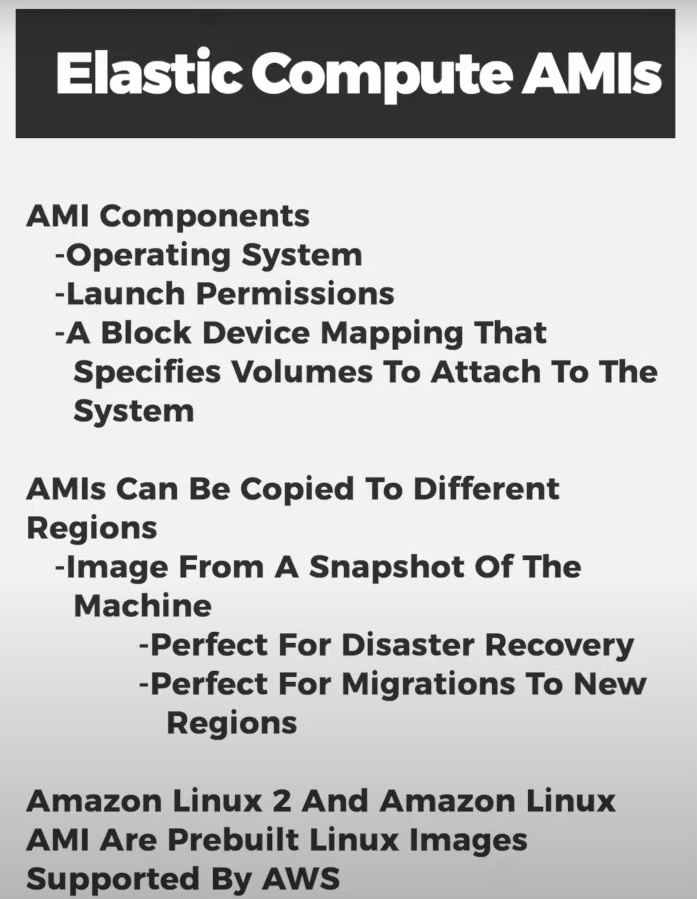 Elastic Compute AMIs
AMI Components
-Operating System
-Launch Permissions
-A Block Device Mapping That
Specifies Volumes To Attach To The
System
AMIs Can Be Copied To Different
Regions
-Image From A Snapshot Of The
Machine
-Perfect For Disaster Recovery
-Perfect For Migrations To New
Regions
Amazon Linux 2 And Amazon Linux
AMI Are Prebuilt Linux Images
Supported By AWS